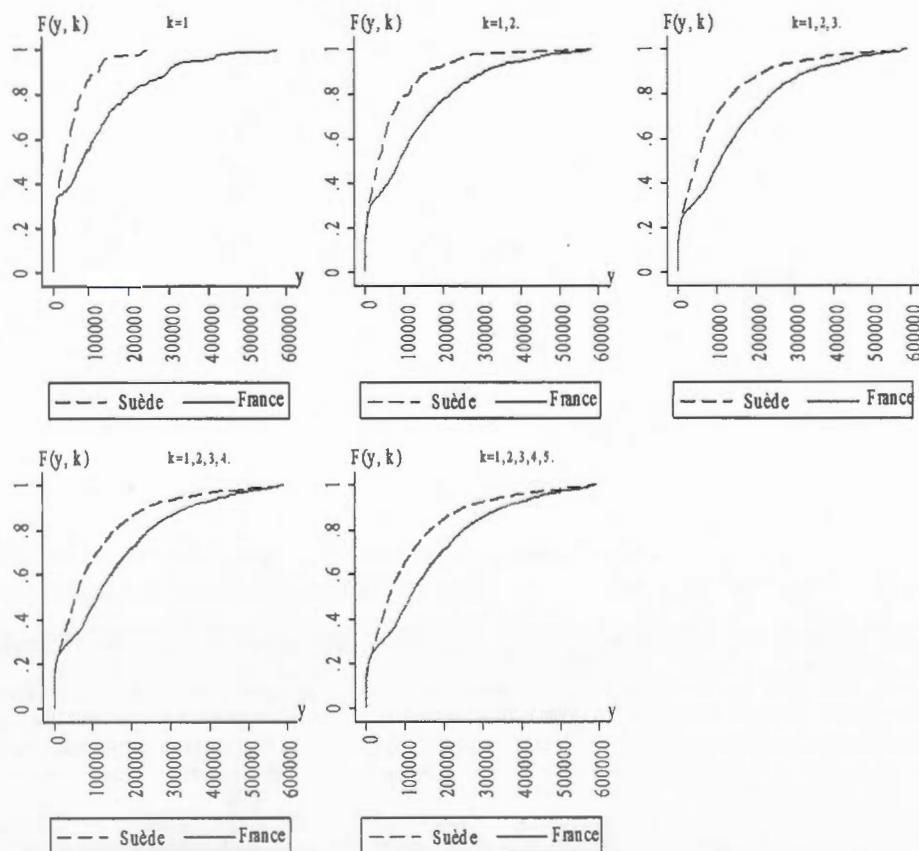 F(y, k) k=1
1
.8
.6
.4
.2
0
y
0 100000 200000 300000 400000 500000 600000
Suède France
F(y, k) k=1,2.
1
.8
.6
.4
.2
0
y
0 100000 200000 300000 400000 500000 600000
Suède France
F(y, k) k=1,2,3.
1
.8
.6
.4
.2
0
y
0 100000 200000 300000 400000 500000 600000
Suède France
F(y, k) k=1,2,3,4.
1
.8
.6
.4
.2
0
y
0 100000 200000 300000 400000 500000 600000
Suède France
F(y, k) k=1,2,3,4,5.
1
.8
.6
.4
.2
0
y
0 100000 200000 300000 400000 500000 600000
Suède France